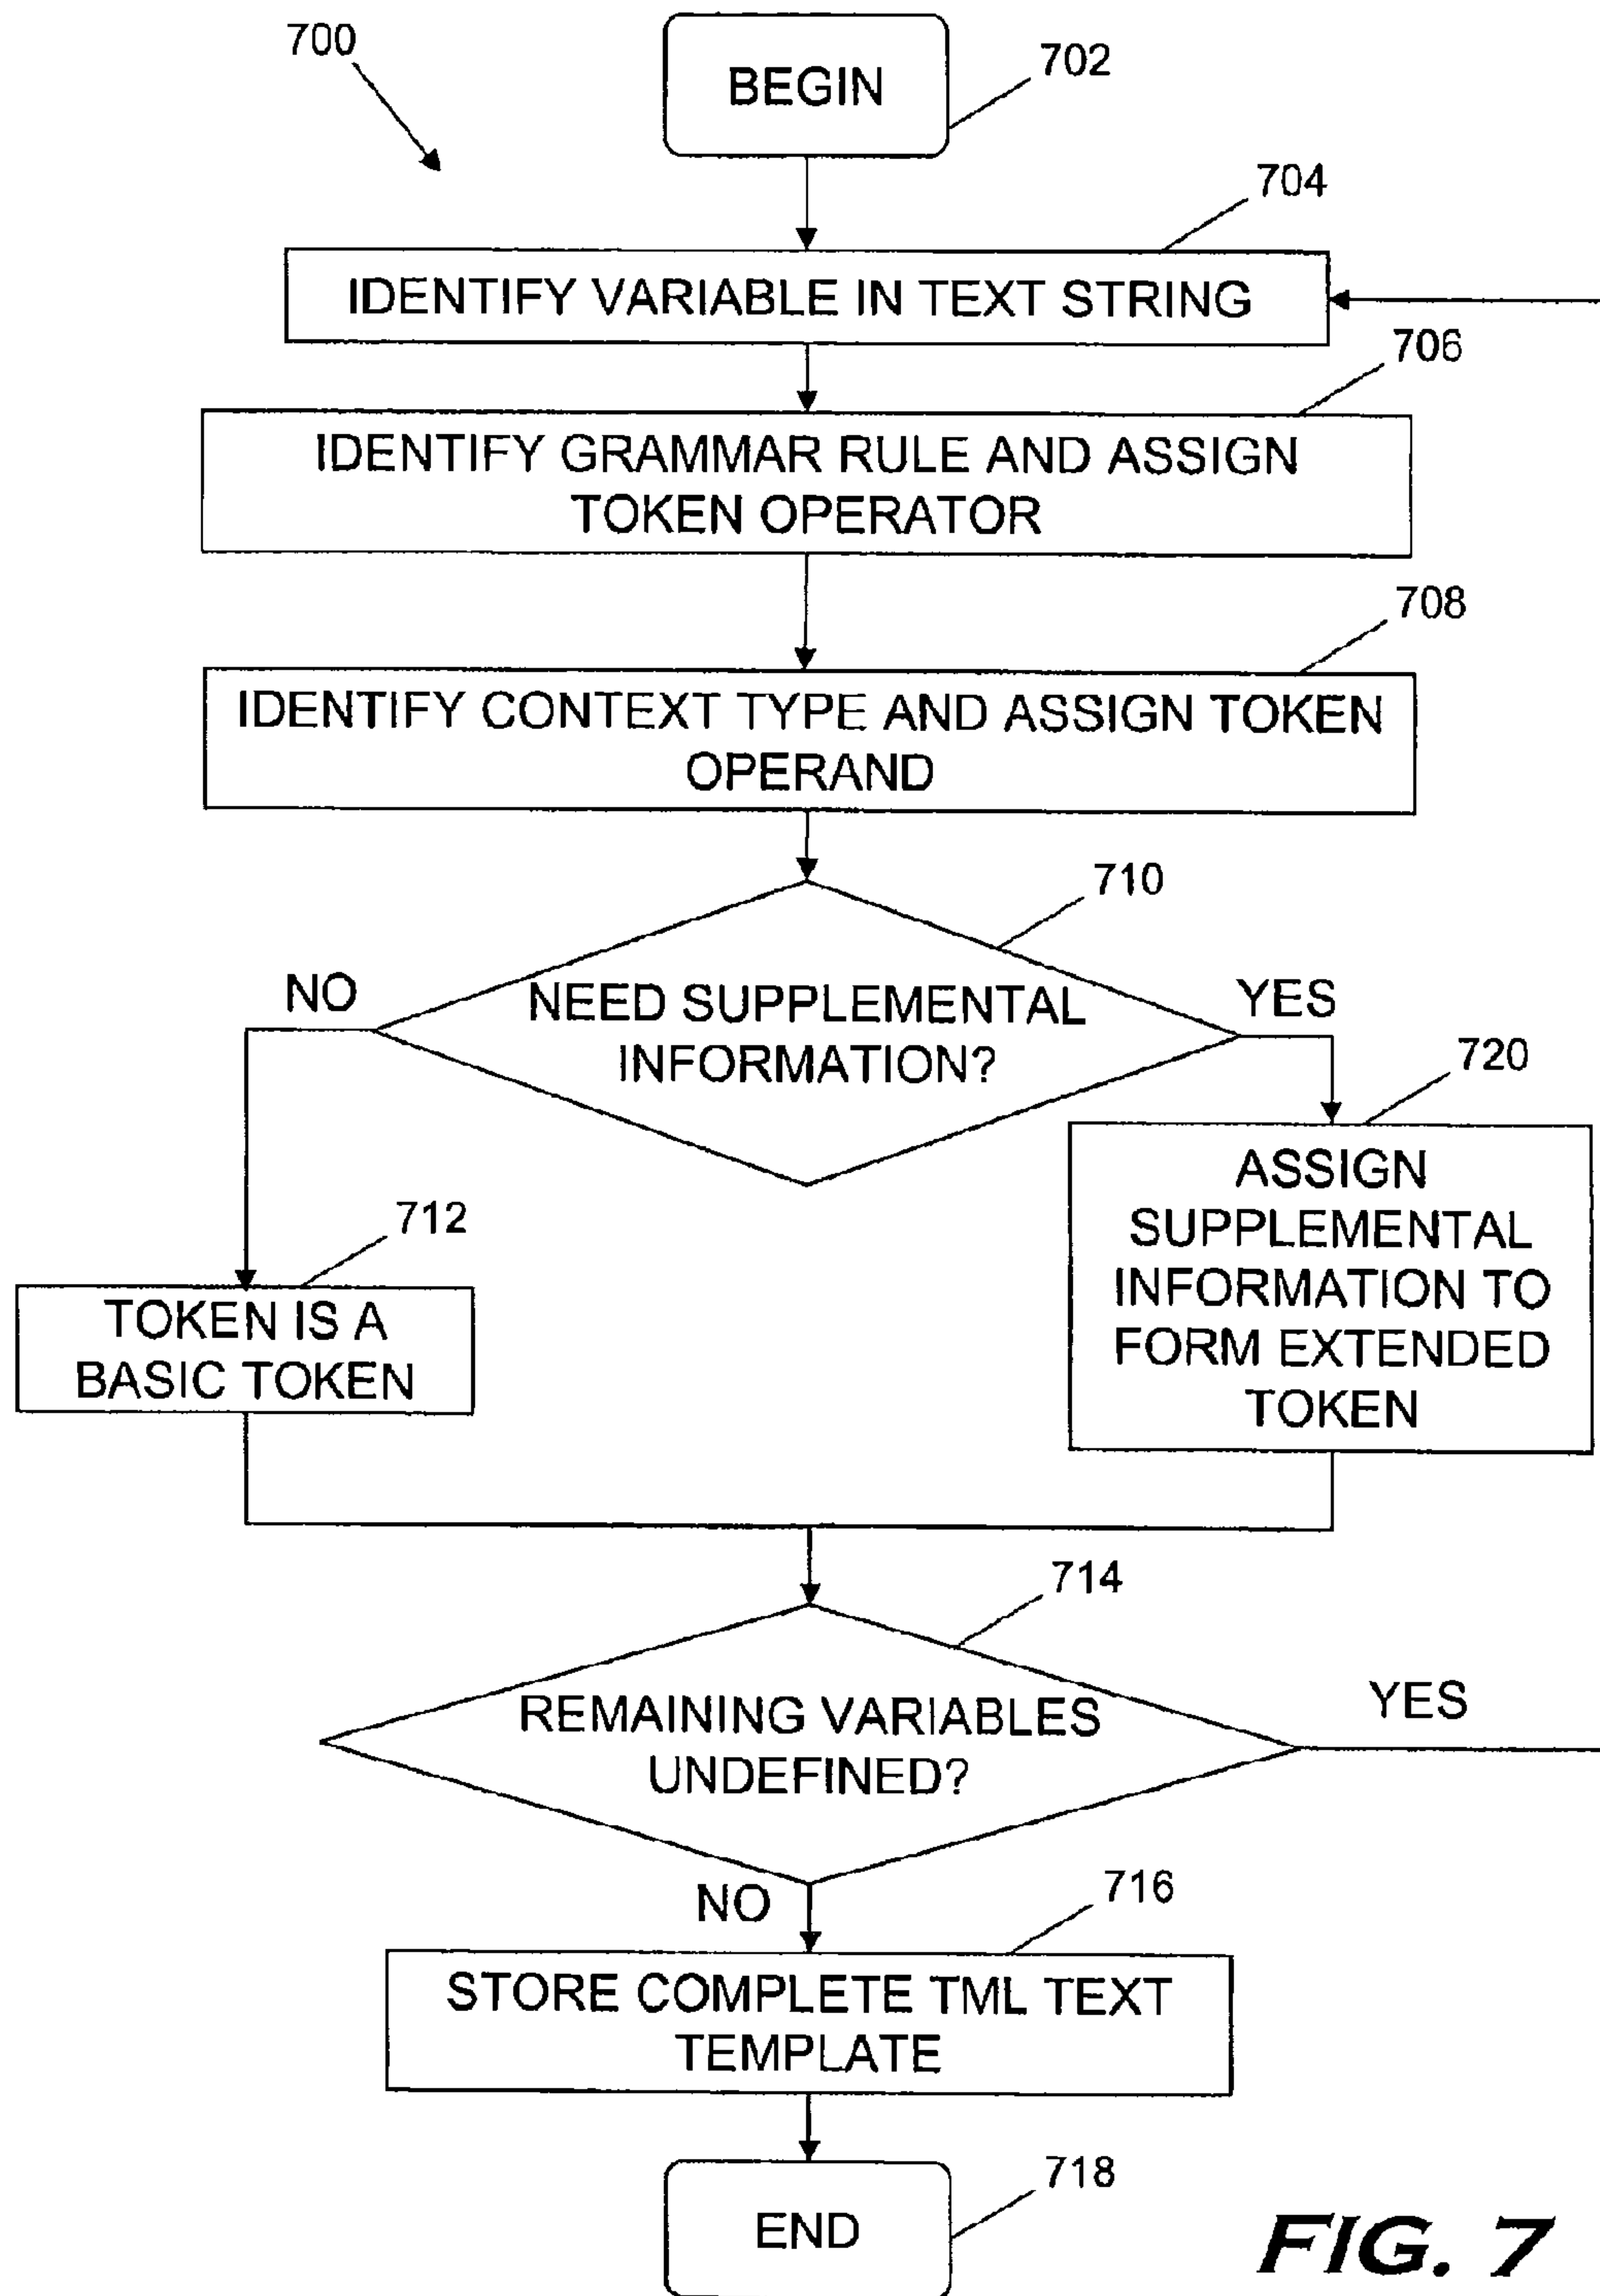 700
BEGIN
702
704
IDENTIFY VARIABLE IN TEXT STRING
706
IDENTIFY GRAMMAR RULE AND ASSIGN
TOKEN OPERATOR
708
IDENTIFY CONTEXT TYPE AND ASSIGN TOKEN
OPERAND
710
NO
NEED SUPPLEMENTAL
INFORMATION?
YES
720
ASSIGN
SUPPLEMENTAL
INFORMATION TO
FORM EXTENDED
TOKEN
712
TOKEN IS A
BASIC TOKEN
714
REMAINING VARIABLES
UNDEFINED?
YES
NO
716
STORE COMPLETE TML TEXT
TEMPLATE
718
END
FIG. 7